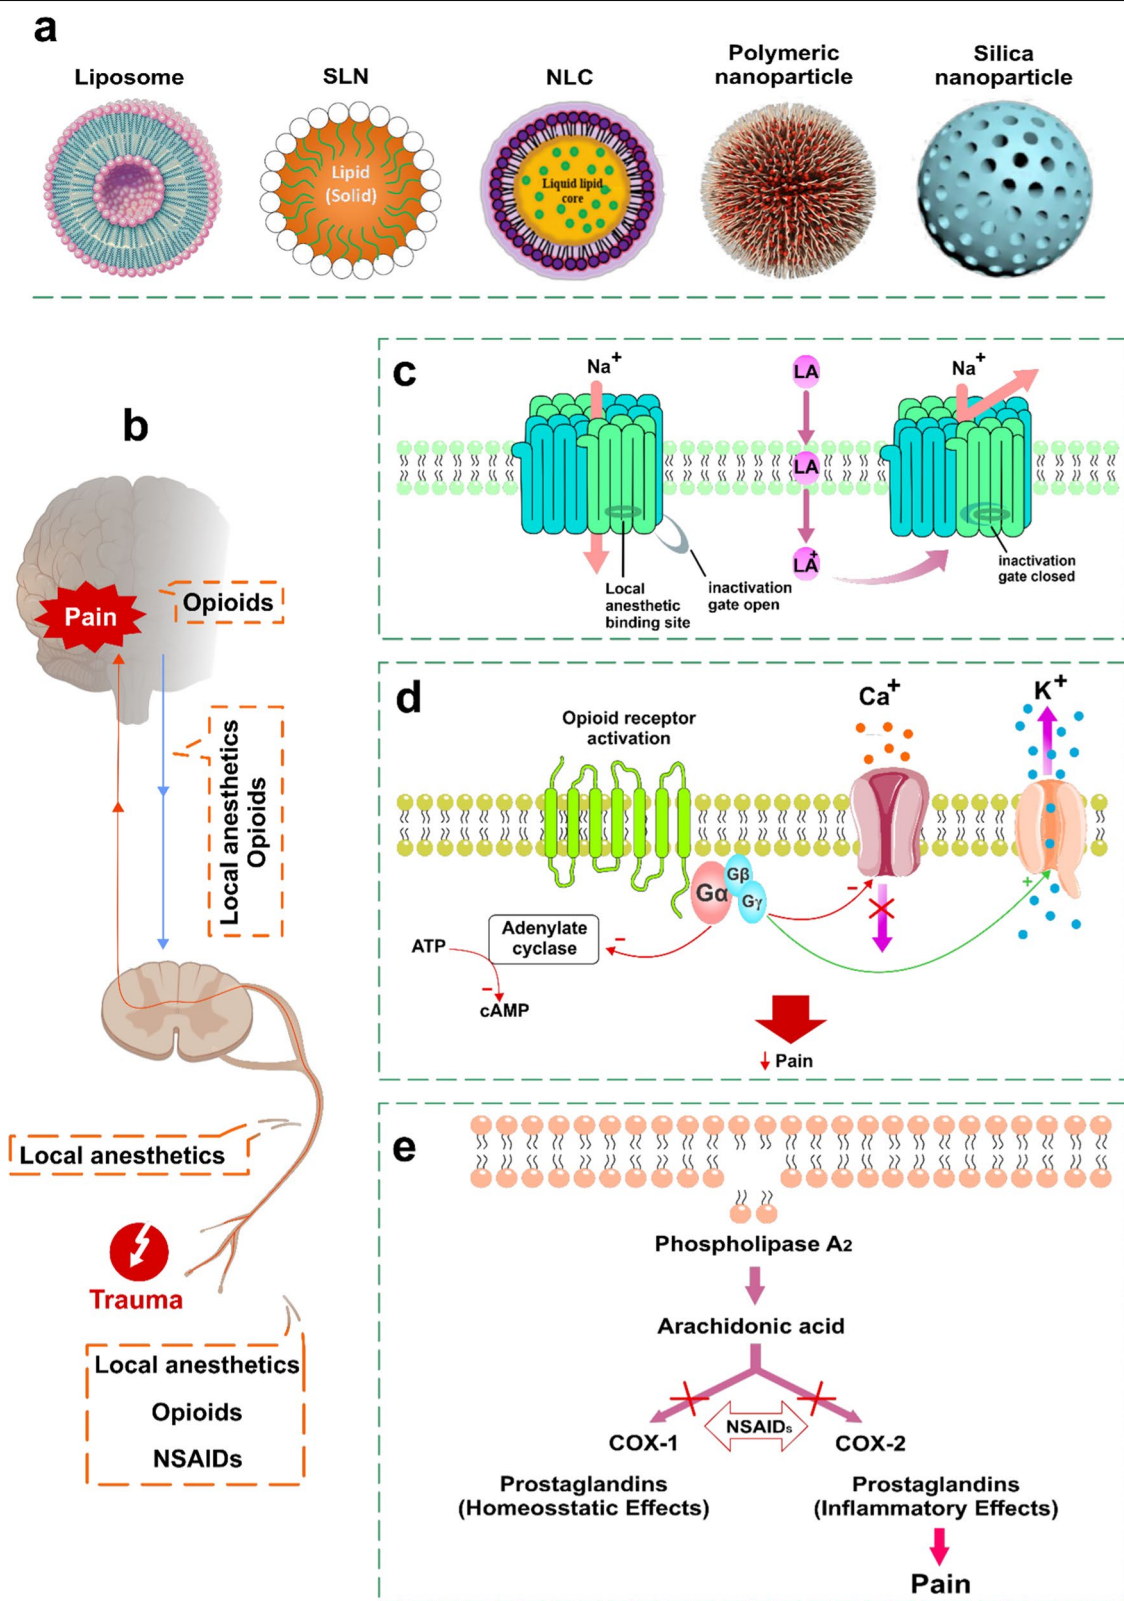 a
Liposome
SLN
NLC
Polymeric
nanoparticle
Silica
nanoparticle
Lipid
(Solid)
Liquid lipid
core
b
Pain
Opioids
Local anesthetics
Opioids
Local anesthetics
Trauma
Local anesthetics
Opioids
NSAIDs
c
Na+
LA
LA
LA+
Na+
Local
anesthetic
binding site
inactivation
gate open
inactivation
gate closed
d
Opioid receptor
activation
Ca+
K+
Gα
Gβ
Gγ
-
+
Adenylate
cyclase
-
ATP
-
cAMP
↓ Pain
e
Phospholipase A2
Arachidonic acid
NSAIDs
COX-1
COX-2
Prostaglandins
(Homeosstatic Effects)
Prostaglandins
(Inflammatory Effects)
Pain